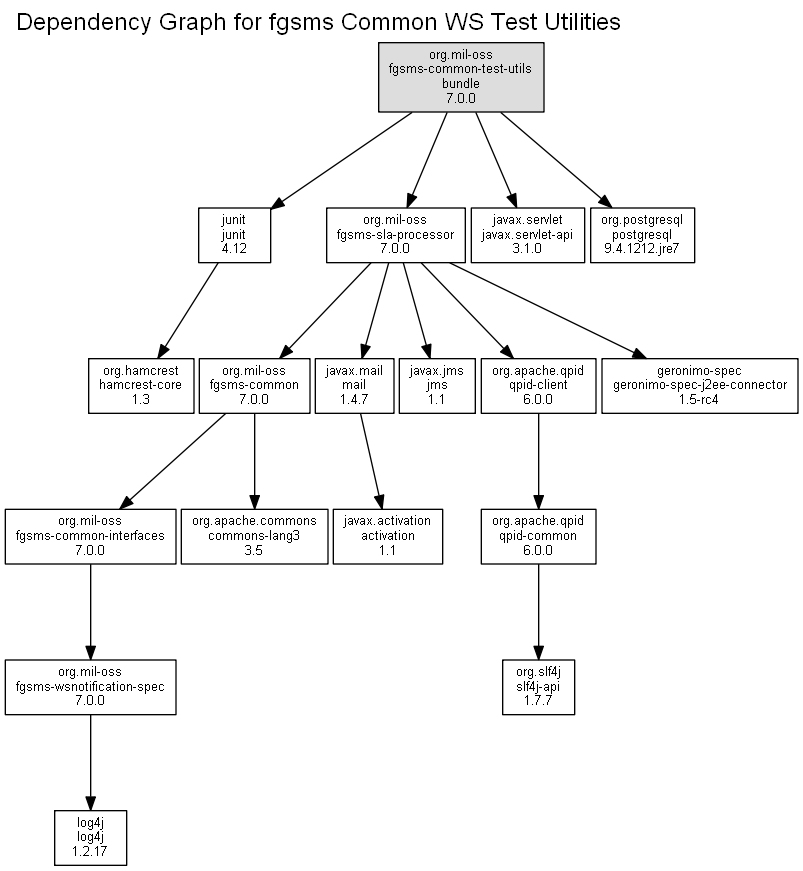 Dependency Graph for fgsms Common WS Test Utilities
org.mil-oss
fgsms-common-test-utils
bundle
7.0.0
junit
junit
4.12
org.mil-oss
fgsms-sla-processor
7.0.0
javax.servlet
javax.servlet-api
3.1.0
org.postgresql
postgresql
9.4.1212.jre7
org.hamcrest
hamcrest-core
1.3
org.mil-oss
fgsms-common
7.0.0
javax.mail
mail
1.4.7
javax.jms
jms
1.1
org.apache.qpid
qpid-client
6.0.0
geronimo-spec
geronimo-spec-j2ee-connector
1.5-rc4
org.mil-oss
fgsms-common-interfaces
7.0.0
org.apache.commons
commons-lang3
3.5
javax.activation
activation
1.1
org.apache.qpid
qpid-common
6.0.0
org.mil-oss
fgsms-wsnotification-spec
7.0.0
org.slf4j
slf4j-api
1.7.7
log4j
log4j
1.2.17